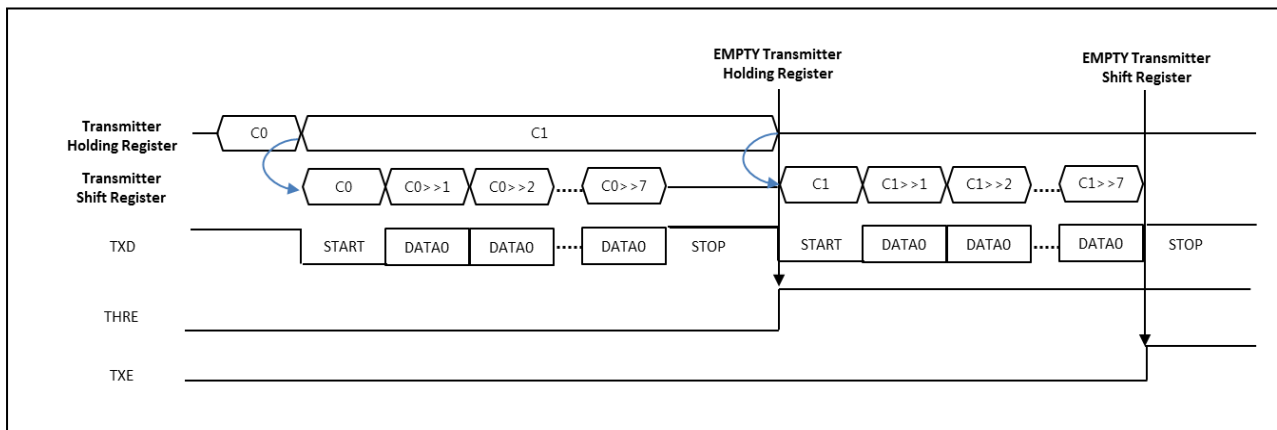 EMPTY Transmitter
Holding Register
EMPTY Transmitter
Shift Register
Transmitter
Holding Register
C0
C1
Transmitter
Shift Register
C0
C0>>1
C0>>2
C0>>7
C1
C1>>1
C1>>2
C1>>7
TXD
START
DATA0
DATA0
DATA0
STOP
START
DATA0
DATA0
DATA0
STOP
THRE
TXE